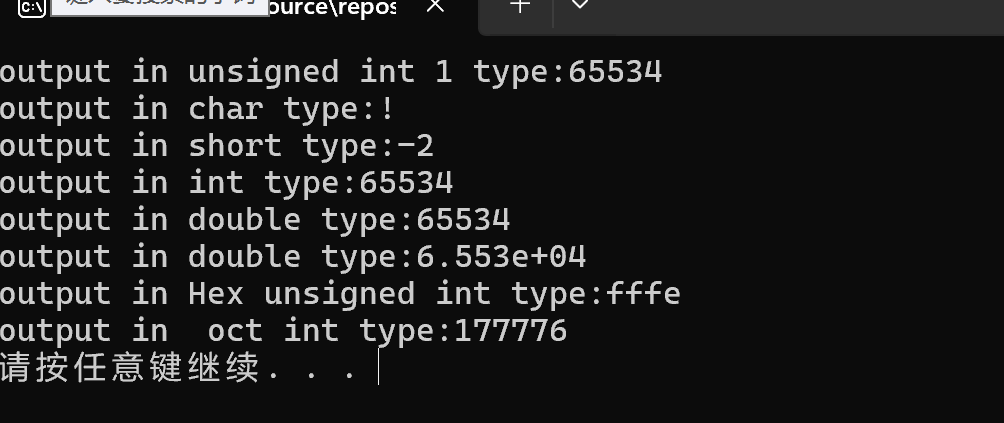 ource\repos
output in unsigned int 1 type:65534
output in char type:!
output in short type:-2
output in int type:65534
output in double type:65534
output in double type:6.553e+04
output in Hex unsigned int type:fffe
output in  oct int type:177776
请按任意键继续. . .